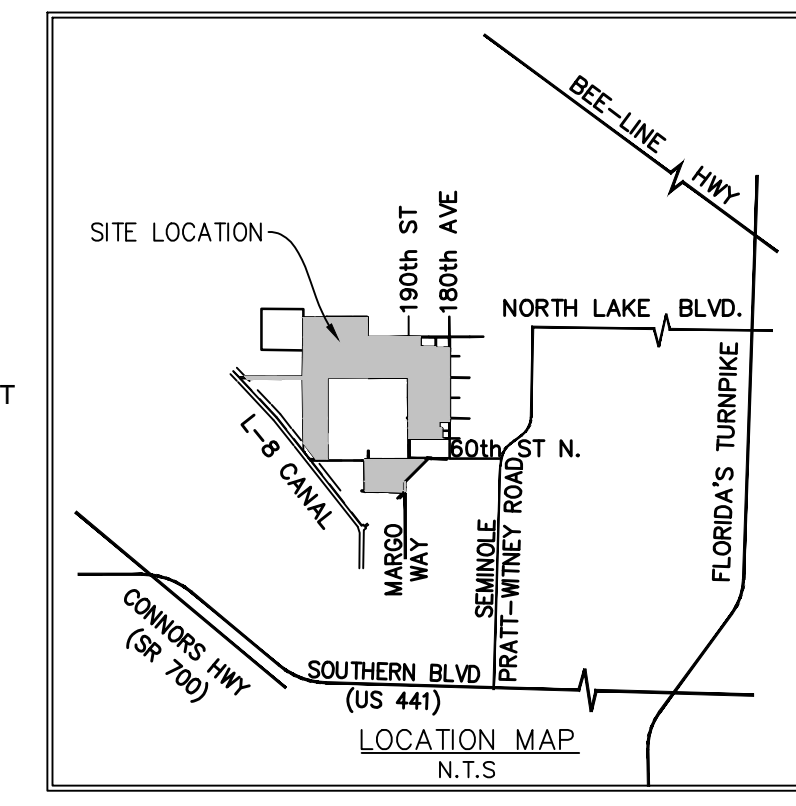 BEE-LINE HWY
SITE LOCATION
190th ST
180th AVE
NORTH LAKE BLVD.
T
FLORIDA'S TURNPIKE
L-8 CANAL
60th ST N.
MARGO
WAY
SEMINOLE
PRATT-WITNEY ROAD
CONNORS HWY
(SR 700)
SOUTHERN BLVD
(US 441)
LOCATION MAP
N.T.S